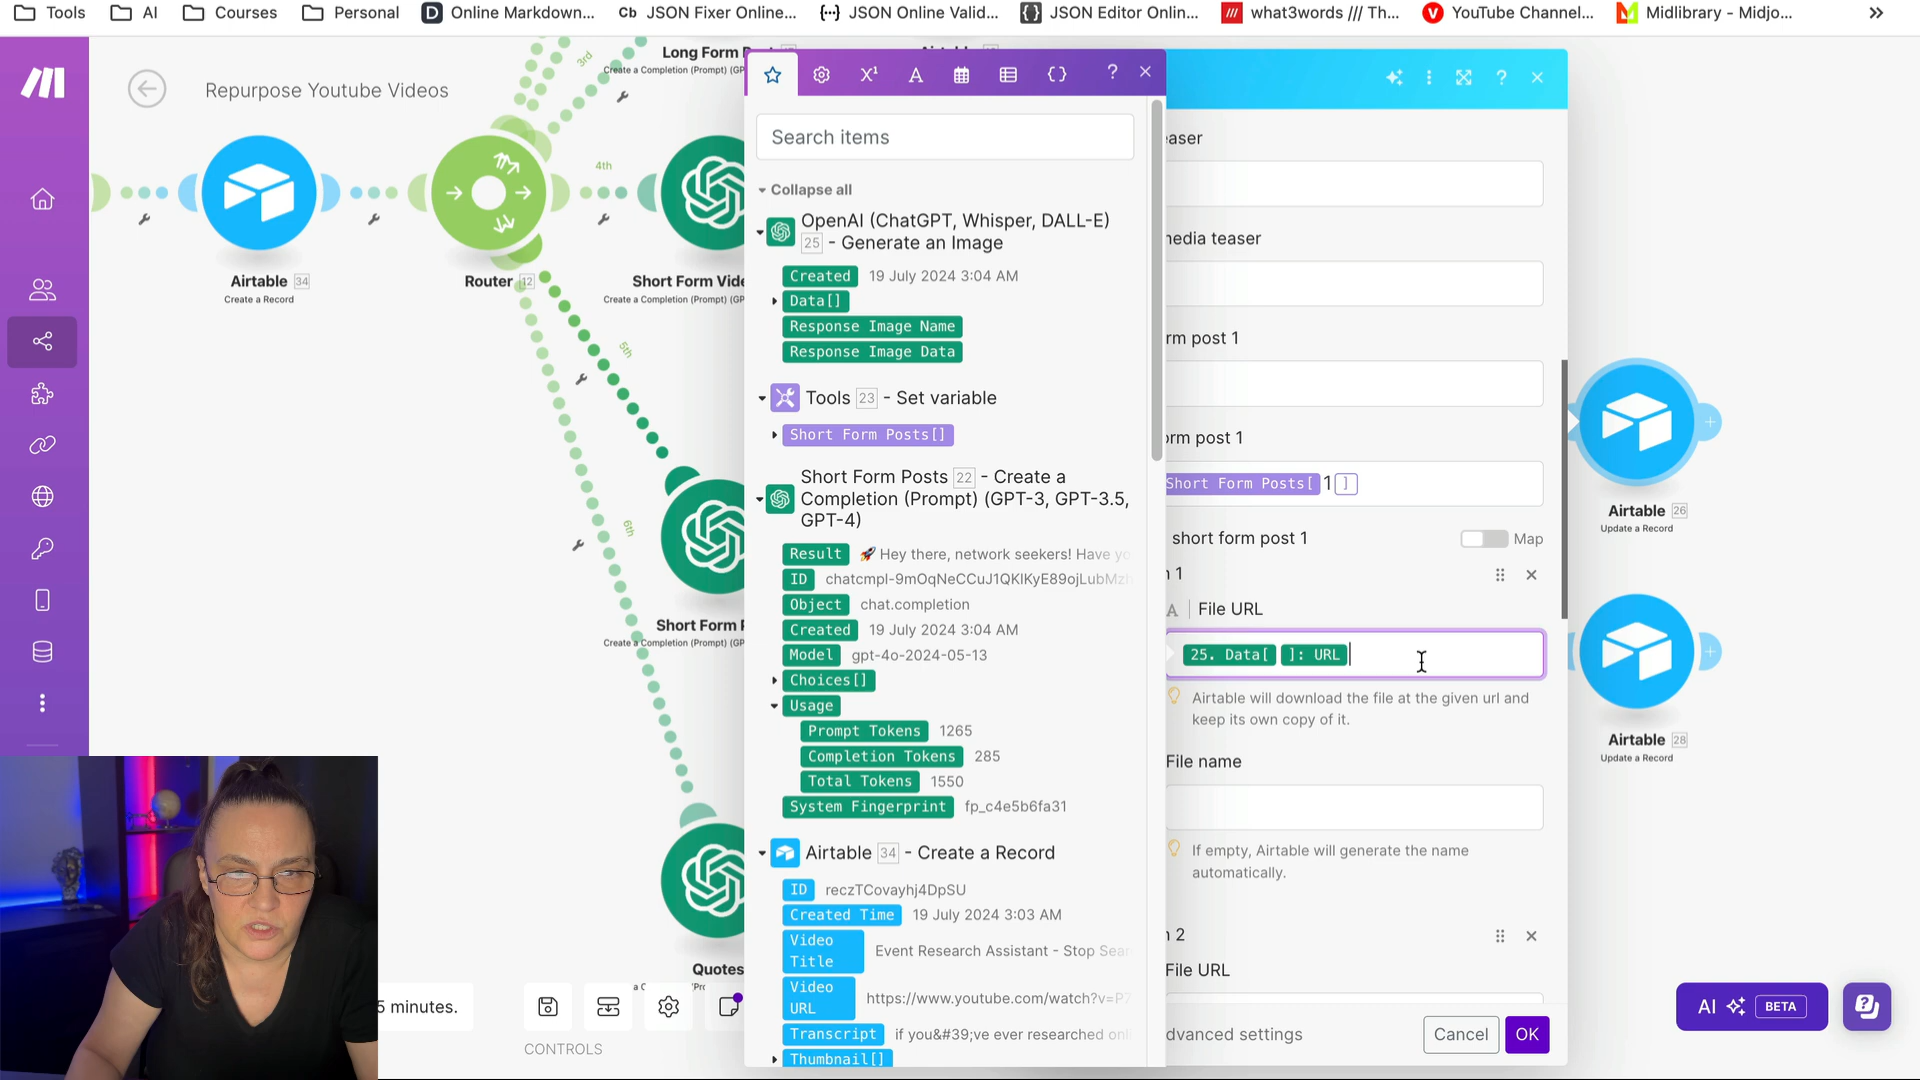 Tools
AI
Courses
Personal
Online Markdown...
Cb JSON Fixer Online...
JSON Online Valid...
JSON Editor Onlin...
what3words /// Th...
YouTube Channel...
Midlibrary - Midjo...
Repurpose Youtube Videos
Airtable 34
Create a Record
Router 12
3rd
4th
5th
6th
Long Form P
Create a Completion (Prompt) (GP
Short Form Vide
Create a Completion (Prompt) (GP
Short Form P
Create a Completion (Prompt) (GP
Quotes
5 minutes.
CONTROLS
Search items
Collapse all
OpenAI (ChatGPT, Whisper, DALL-E)
25 - Generate an Image
Created 19 July 2024 3:04 AM
Data[]
Response Image Name
Response Image Data
Tools 23 - Set variable
Short Form Posts[]
Short Form Posts 22 - Create a
Completion (Prompt) (GPT-3, GPT-3.5,
GPT-4)
Result 🚀 Hey there, network seekers! Have yo
ID chatcmpl-9mOqNeCCuJ1QKlKyE89ojLubMz
Object chat.completion
Created 19 July 2024 3:04 AM
Model gpt-4o-2024-05-13
Choices[]
Usage
Prompt Tokens 1265
Completion Tokens 285
Total Tokens 1550
System Fingerprint fp_c4e5b6fa31
Airtable 34 - Create a Record
ID reczTCovayhj4DpSU
Created Time 19 July 2024 3:03 AM
Video
Title Event Research Assistant - Stop Sear
Video
URL https://www.youtube.com/watch?v=P7
Transcript if you&#39;ve ever researched onli
Thumbnail[]
easer
nedia teaser
rm post 1
orm post 1
Short Form Posts[ 1 ]
short form post 1
Map
n 1
A File URL
25. Data[ ]: URL
Airtable will download the file at the given url and
keep its own copy of it.
File name
If empty, Airtable will generate the name
automatically.
n 2
File URL
dvanced settings
Cancel
OK
Airtable 26
Update a Record
Airtable 28
Update a Record
AI BETA